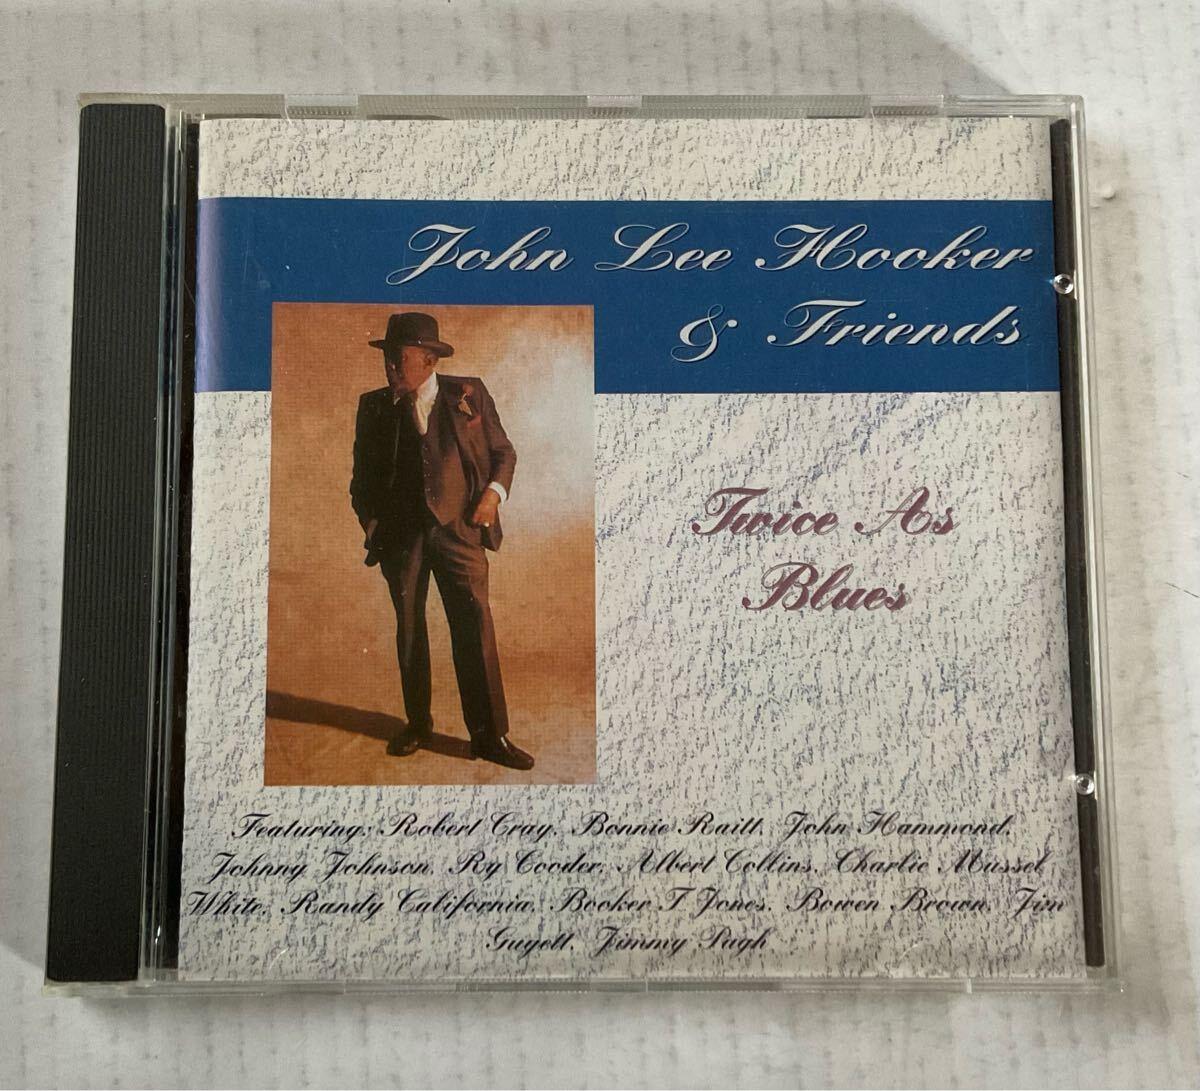 John Lee Hooker
& Friends
Twice As
Blues
Featuring: Robert Cray, Bonnie Raitt, John Hammond,
Johnny Johnson, Ry Cooder, Albert Collins, Charlie Mussel
White, Randy California, Booker T Jones, Bowen Brown, Jim
Guyett, Jimmy Pugh